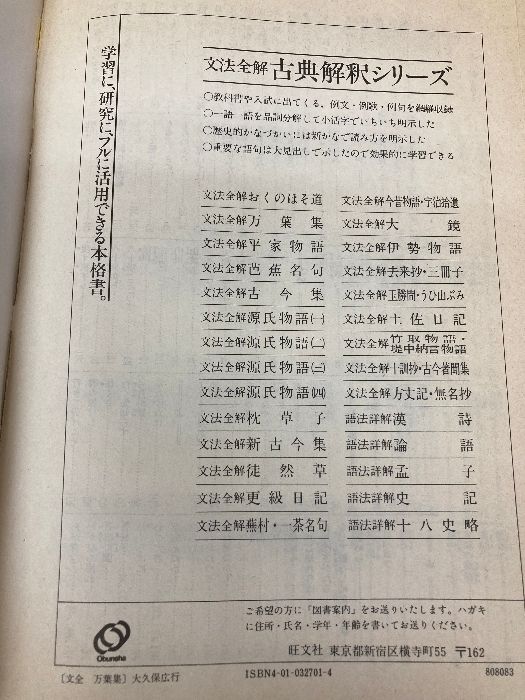 学習に、研究に、フルに活用できる本格書。
文法全解 古典解釈シリーズ
○教科書や入試に出てくる、例文・例歌・例句を網羅収録
○一語一語を品詞分解して小活字でいちいち明示した
○歴史的かなづかいには新かなで読み方を明示した
○重要な語句は大見出しで示したので効果的に学習できる
文法全解 おくのほそ道
文法全解 万葉集
文法全解 平家物語
文法全解 芭蕉名句
文法全解 古今集
文法全解 源氏物語(一)
文法全解 源氏物語(二)
文法全解 源氏物語(三)
文法全解 源氏物語(四)
文法全解 枕草子
文法全解 新古今集
文法全解 徒然草
文法全解 更級日記
文法全解 蕪村・一茶名句
文法全解 今昔物語・宇治拾遺
文法全解 大鏡
文法全解 伊勢物語
文法全解 去来抄・三冊子
文法全解 玉勝間・うひ山ぶみ
文法全解 土佐日記
文法全解 竹取物語・堤中納言物語
文法全解 十訓抄・古今著聞集
文法全解 方丈記・無名抄
語法詳解 漢詩
語法詳解 論語
語法詳解 孟子
語法詳解 史記
語法詳解 十八史略
Obunsha
ご希望の方に「図書案内」をお送りいたします。ハガキ
に住所・氏名・学年・年齢を書いてお送りください。
旺文社 東京都新宿区横寺町55 〒162
〔文全 万葉集〕大久保広行
ISBN4-01-032701-4
808083